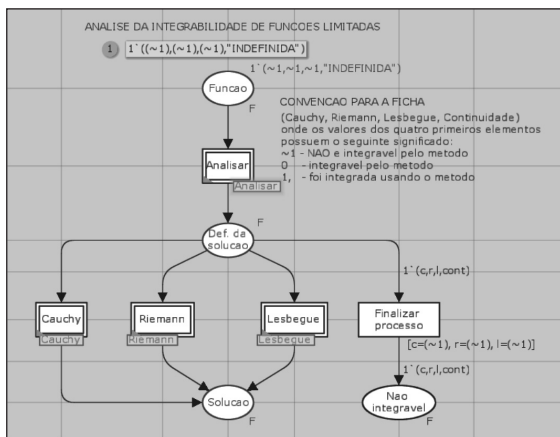 ANALISE DA INTEGRABILIDADE DE FUNCOES LIMITADAS
1 1`((~1),(~1),(~1),"INDEFINIDA")
1`(~1,~1,~1,"INDEFINIDA")
Funcao
F
CONVENCAO PARA A FICHA
(Cauchy, Riemann, Lesbegue, Continuidade)
onde os valores dos quatro primeiros elementos
possuem o seguinte significado:
~1 - NAO e integravel pelo metodo
0 - integravel pelo metodo
1, - foi integrada usando o metodo
Analisar
Analisar
F
Def. da
solucao
1`(c,r,l,cont)
Cauchy
Cauchy
Riemann
Riemann
Lesbegue
Lesbegue
Finalizar
processo
[c=(~1), r=(~1), l=(~1)]
1`(c,r,l,cont)
Solucao
F
Nao
integravel
F